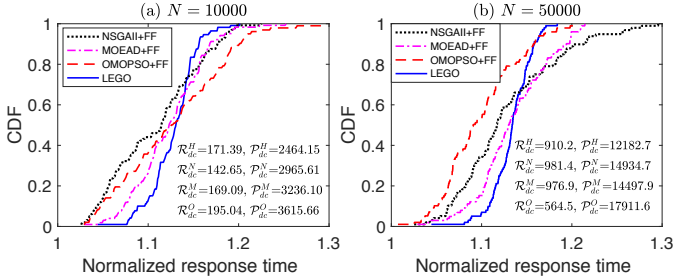 (a) N = 10000
CDF
1
0.8
0.6
0.4
0.2
0
NSGAII+FF
MOEAD+FF
OMOPSO+FF
LEGO
R^H_dc=171.39, P^H_dc=2464.15
R^N_dc=142.65, P^N_dc=2965.61
R^M_dc=169.09, P^M_dc=3236.10
R^O_dc=195.04, P^O_dc=3615.66
1 1.1 1.2 1.3
Normalized response time
(b) N = 50000
CDF
1
0.8
0.6
0.4
0.2
0
NSGAII+FF
MOEAD+FF
OMOPSO+FF
LEGO
R^H_dc=910.2, P^H_dc=12182.7
R^N_dc=981.4, P^N_dc=14934.7
R^M_dc=976.9, P^M_dc=14497.9
R^O_dc=564.5, P^O_dc=17911.6
1 1.1 1.2 1.3
Normalized response time